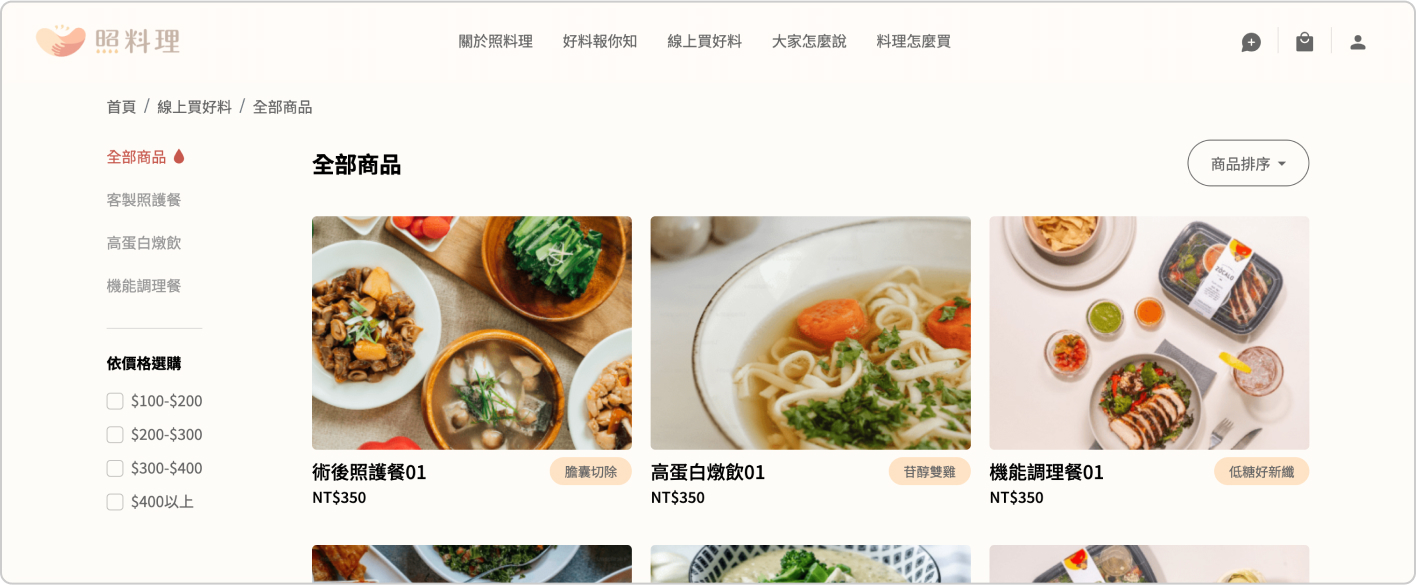 照料理
關於照料理 好料報你知 線上買好料 大家怎麼說 料理怎麼買
首頁 / 線上買好料 / 全部商品
全部商品
客製照護餐
高蛋白燉飲
機能調理餐
依價格選購
$100-$200
$200-$300
$300-$400
$400以上
全部商品
商品排序
ZÓCALO
術後照護餐01
膽囊切除
NT$350
高蛋白燉飲01
苷醇雙雞
NT$350
機能調理餐01
低糖好新纖
NT$350